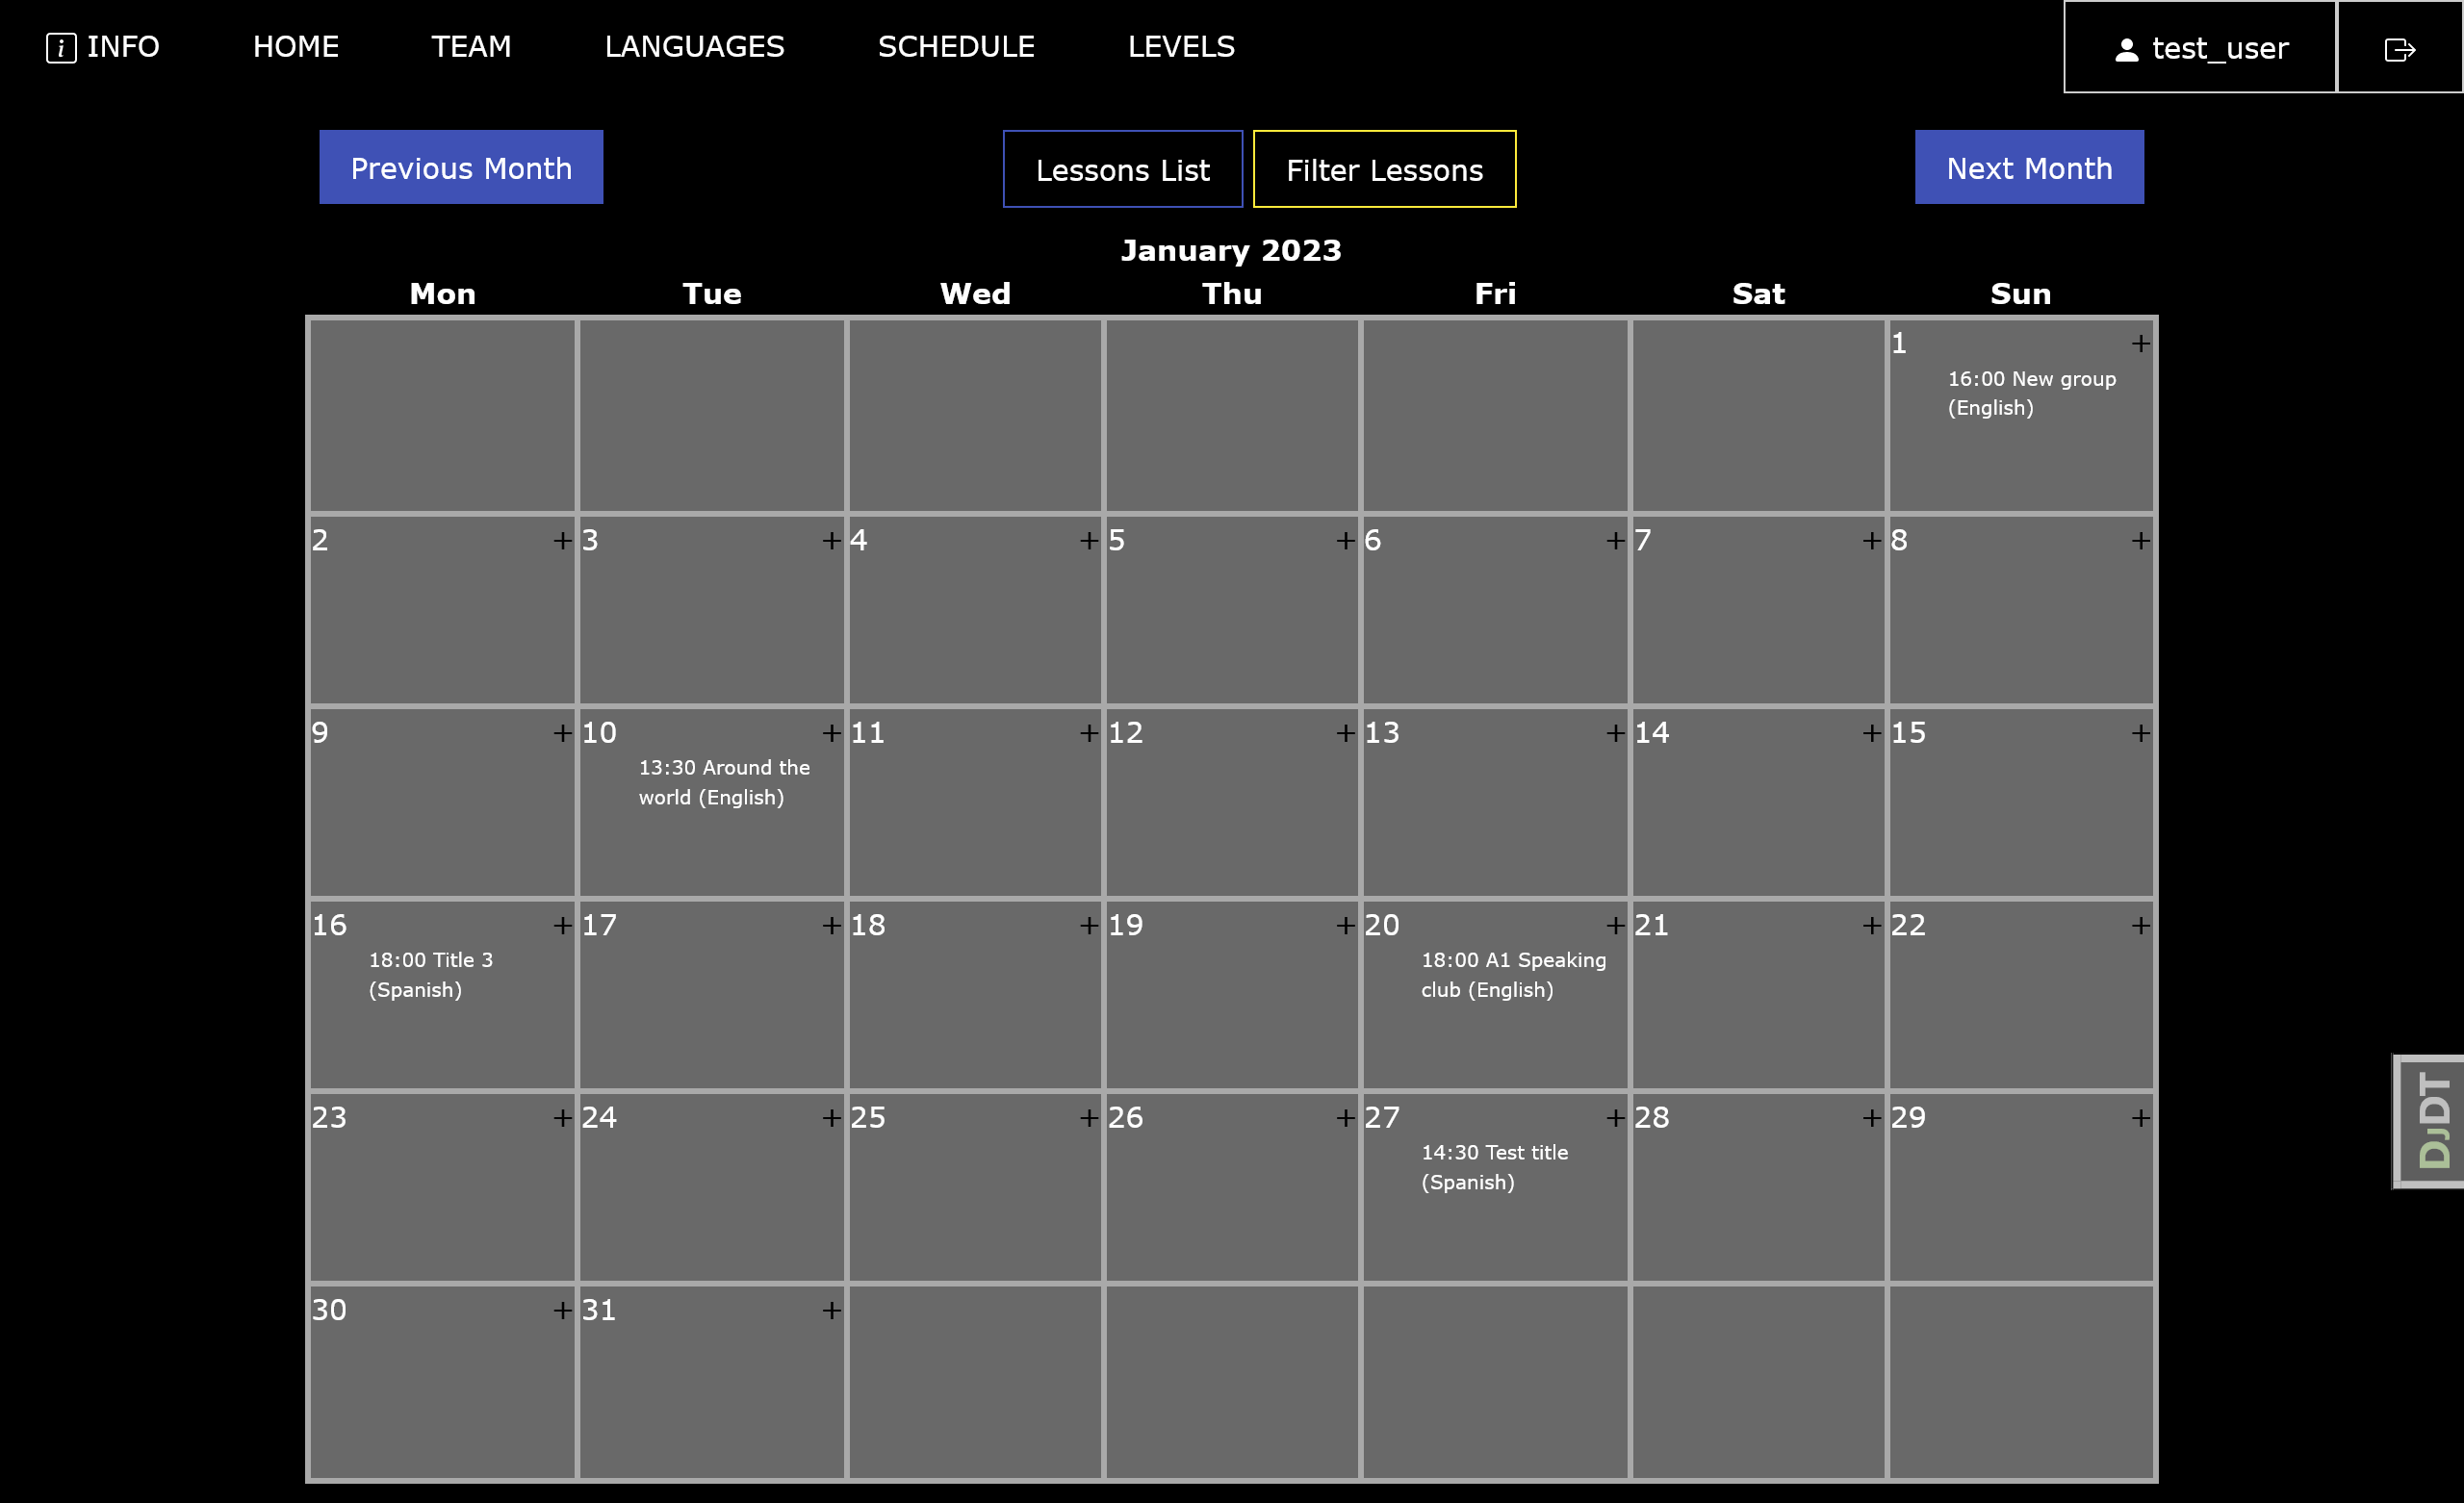 INFO HOME TEAM LANGUAGES SCHEDULE LEVELS test_user
Previous Month Lessons List Filter Lessons Next Month
January 2023
Mon Tue Wed Thu Fri Sat Sun
1 +
16:00 New group
(English)
2 + 3 + 4 + 5 + 6 + 7 + 8 +
9 + 10 + 11 + 12 + 13 + 14 + 15 +
13:30 Around the
world (English)
16 + 17 + 18 + 19 + 20 + 21 + 22 +
18:00 Title 3
(Spanish)
18:00 A1 Speaking
club (English)
23 + 24 + 25 + 26 + 27 + 28 + 29 +
14:30 Test title
(Spanish)
30 + 31 +
DJDT